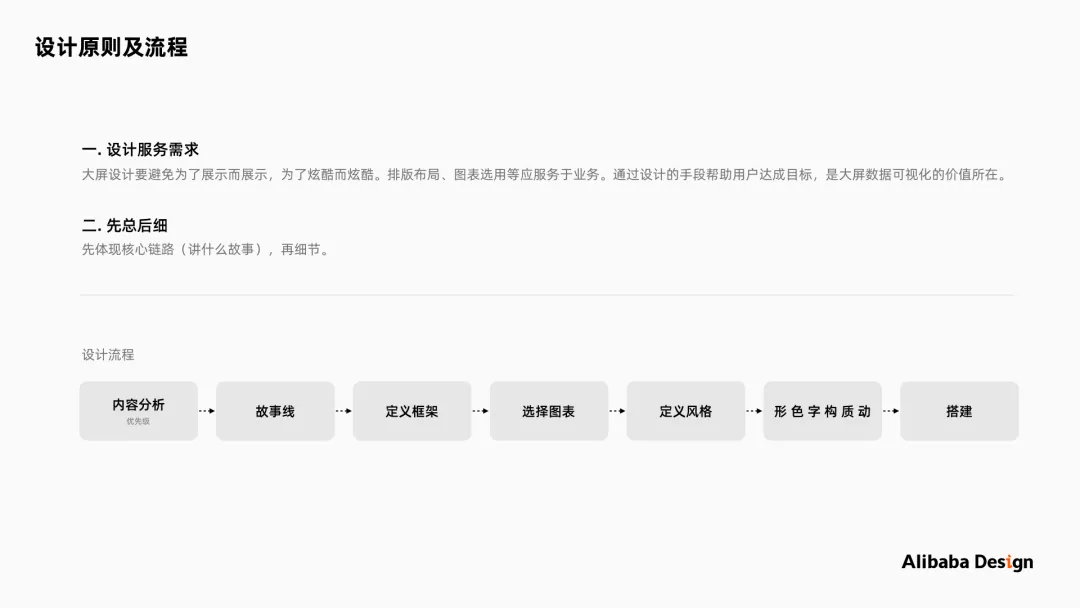 设计原则及流程
一. 设计服务需求
大屏设计要避免为了展示而展示，为了炫酷而炫酷。排版布局、图表选用等应服务于业务。通过设计的手段帮助用户达成目标，是大屏数据可视化的价值所在。
二. 先总后细
先体现核心链路（讲什么故事），再细节。
设计流程
内容分析
优先级
故事线
定义框架
选择图表
定义风格
形 色 字 构 质 动
搭建
Alibaba Design